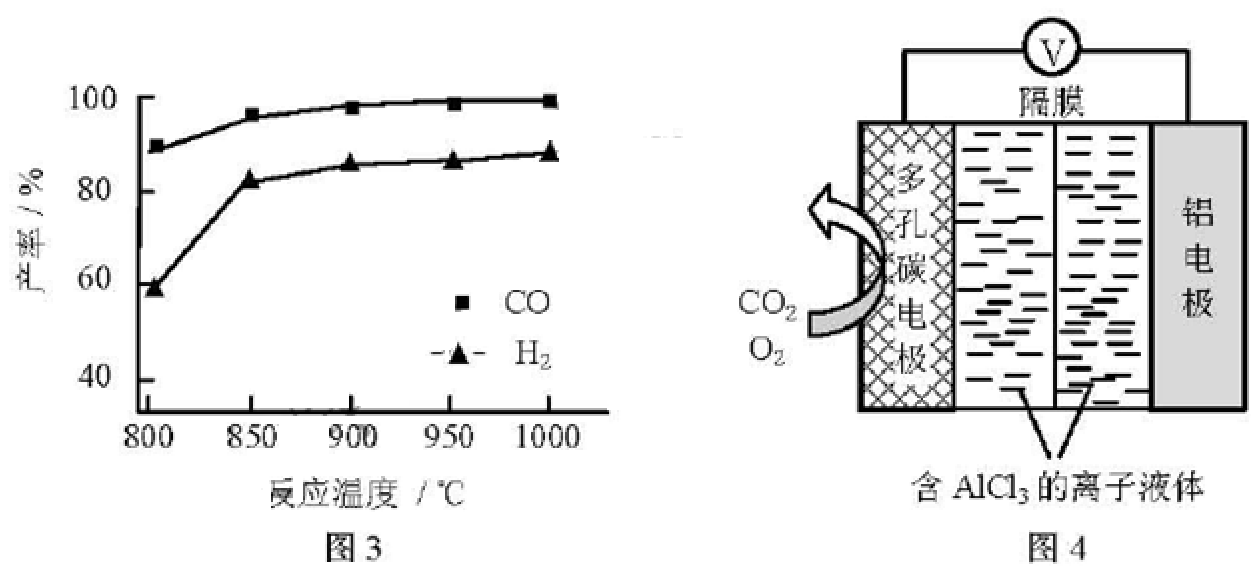 100
80
60
40
产率 / %
CO
H₂
800 850 900 950 1000
反应温度 / ℃
图 3
V
隔膜
多孔碳电极
铝电极
CO₂
O₂
含 AlCl₃ 的离子液体
图 4